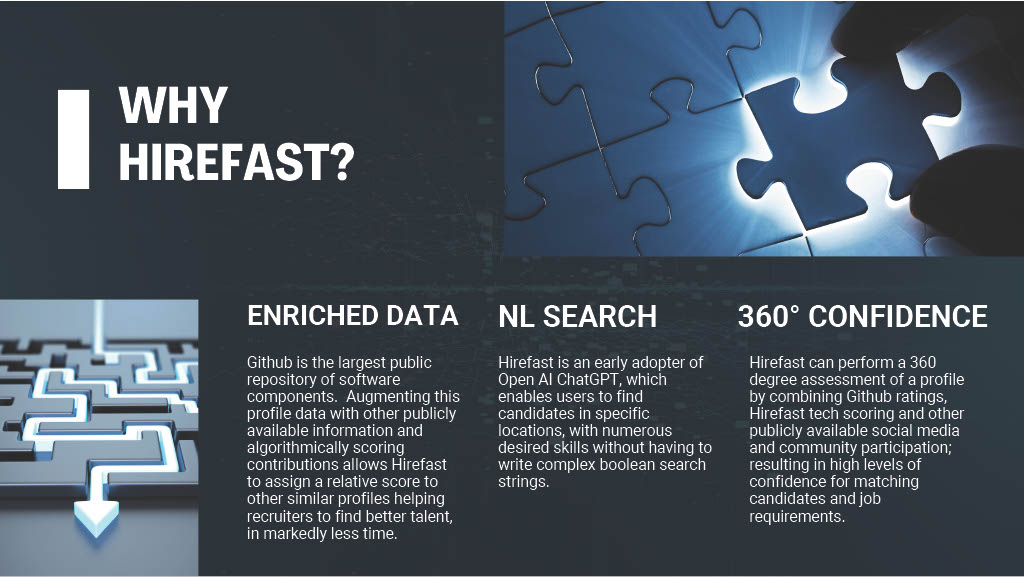 WHY
HIREFAST?
ENRICHED DATA
Github is the largest public
repository of software
components.  Augmenting this
profile data with other publicly
available information and
algorithmically scoring
contributions allows Hirefast
to assign a relative score to
other similar profiles helping
recruiters to find better talent,
in markedly less time.
NL SEARCH
Hirefast is an early adopter of
Open AI ChatGPT, which
enables users to find
candidates in specific
locations, with numerous
desired skills without having to
write complex boolean search
strings.
360° CONFIDENCE
Hirefast can perform a 360
degree assessment of a profile
by combining Github ratings,
Hirefast tech scoring and other
publicly available social media
and community participation;
resulting in high levels of
confidence for matching
candidates and job
requirements.